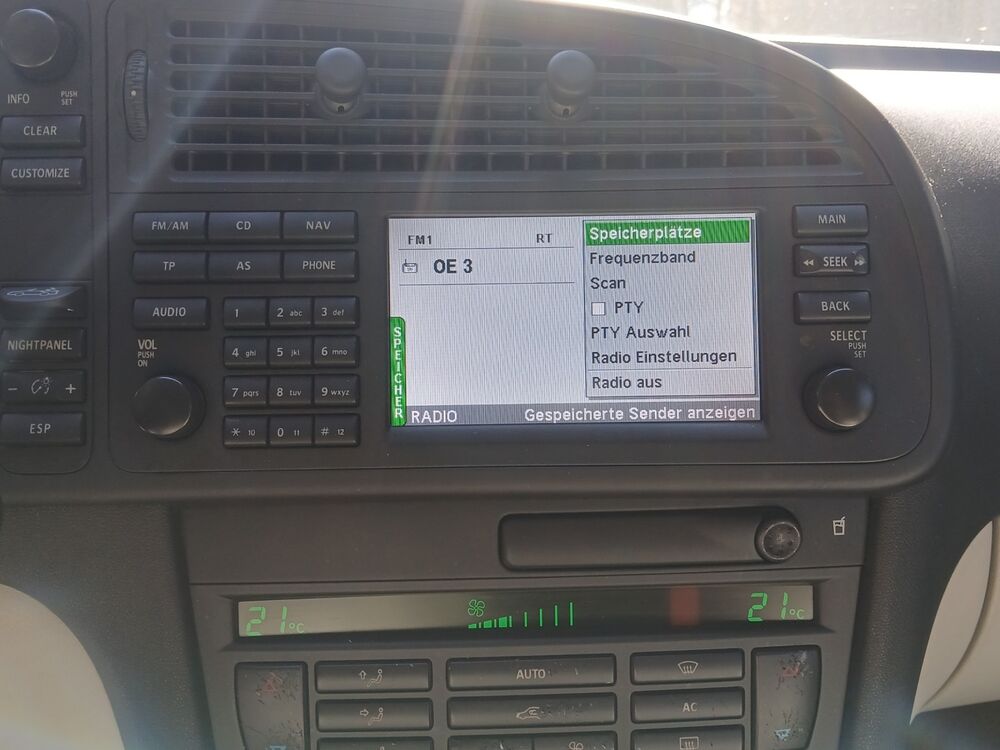 INFO
PUSH
SET
CLEAR
CUSTOMIZE
NIGHTPANEL
- +
ESP
FM/AM CD NAV
TP AS PHONE
AUDIO
VOL
PUSH
ON
1 2 abc 3 def
4 ghi 5 jkl 6 mno
7 pqrs 8 tuv 9 wxyz
* 10 0 11 # 12
FM1 RT
OE 3
SPEICHER
Speicherplätze
Frequenzband
Scan
PTY
PTY Auswahl
Radio Einstellungen
Radio aus
RADIO Gespeicherte Sender anzeigen
MAIN
SEEK
BACK
SELECT
PUSH
SET
21°C 21°C
AUTO
AC